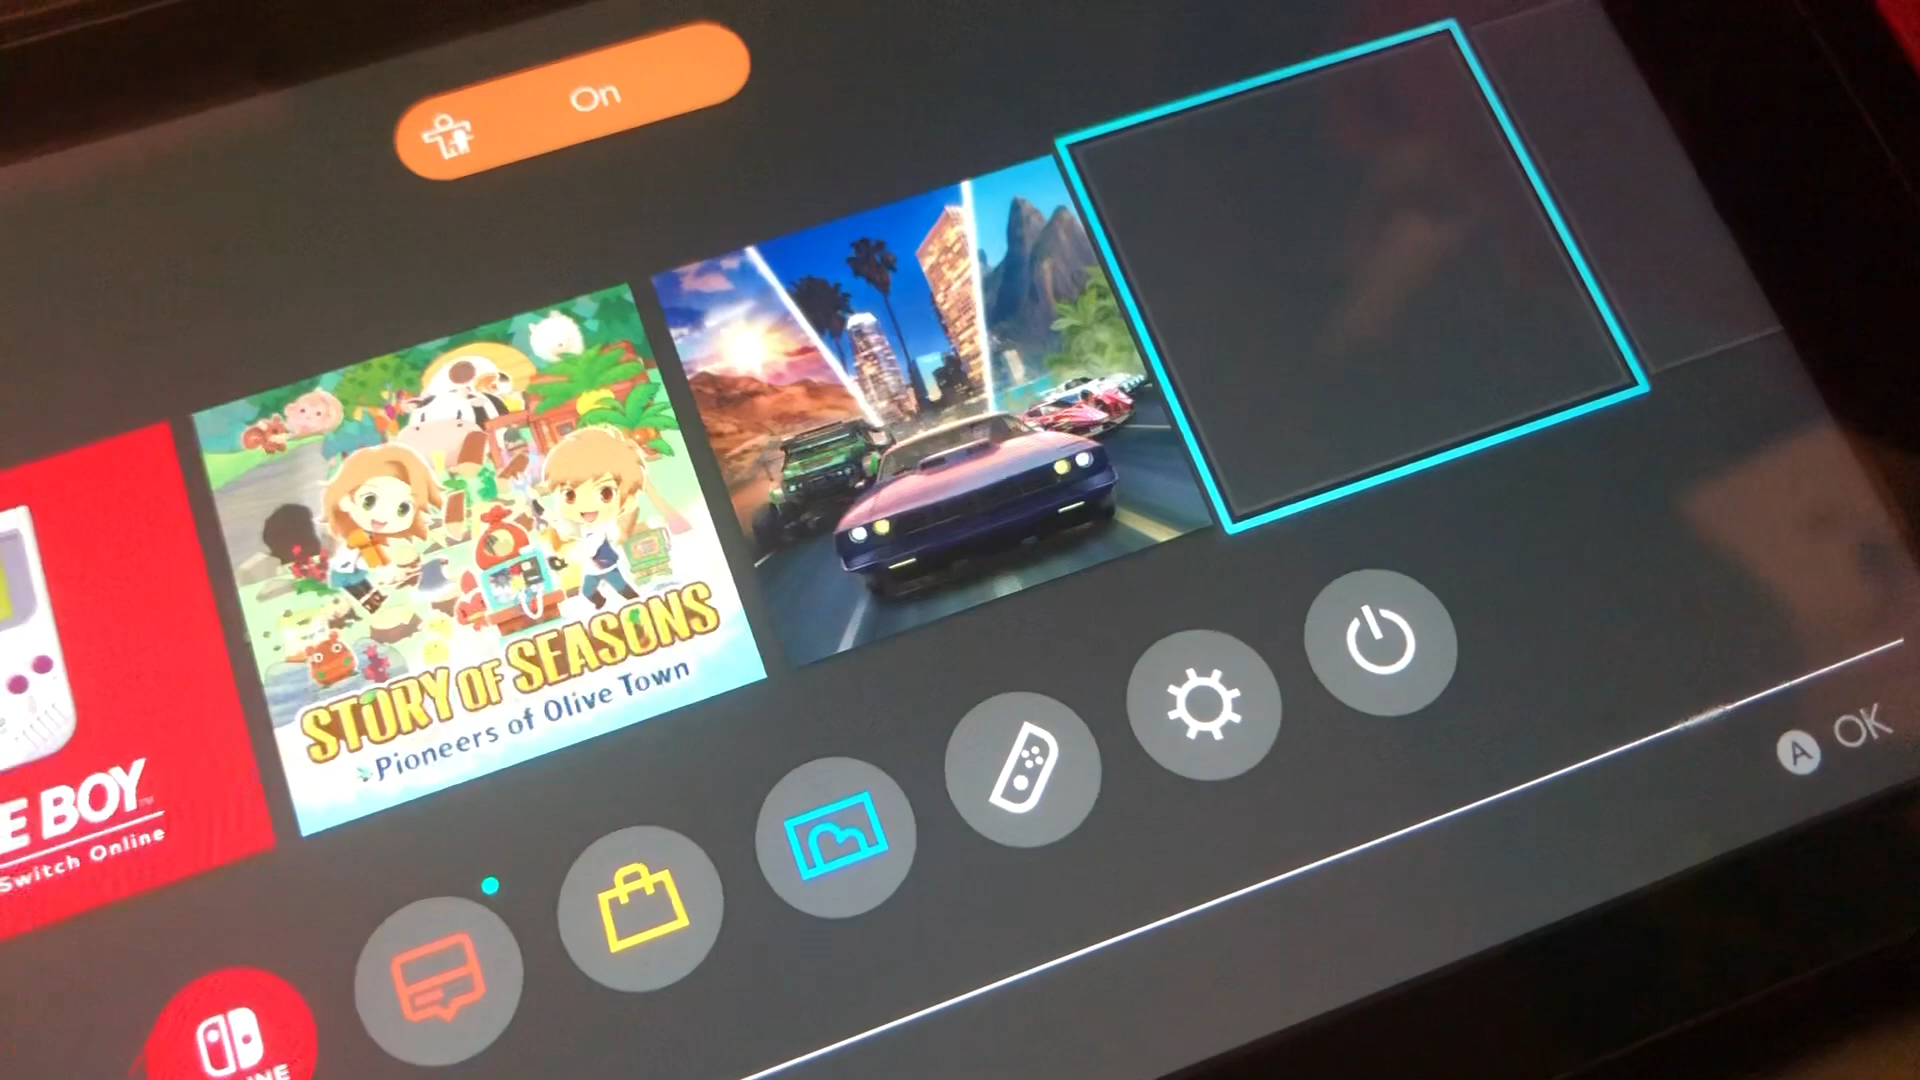 On
E BOY
Switch Online
STORY OF SEASONS
Pioneers of Olive Town
A OK